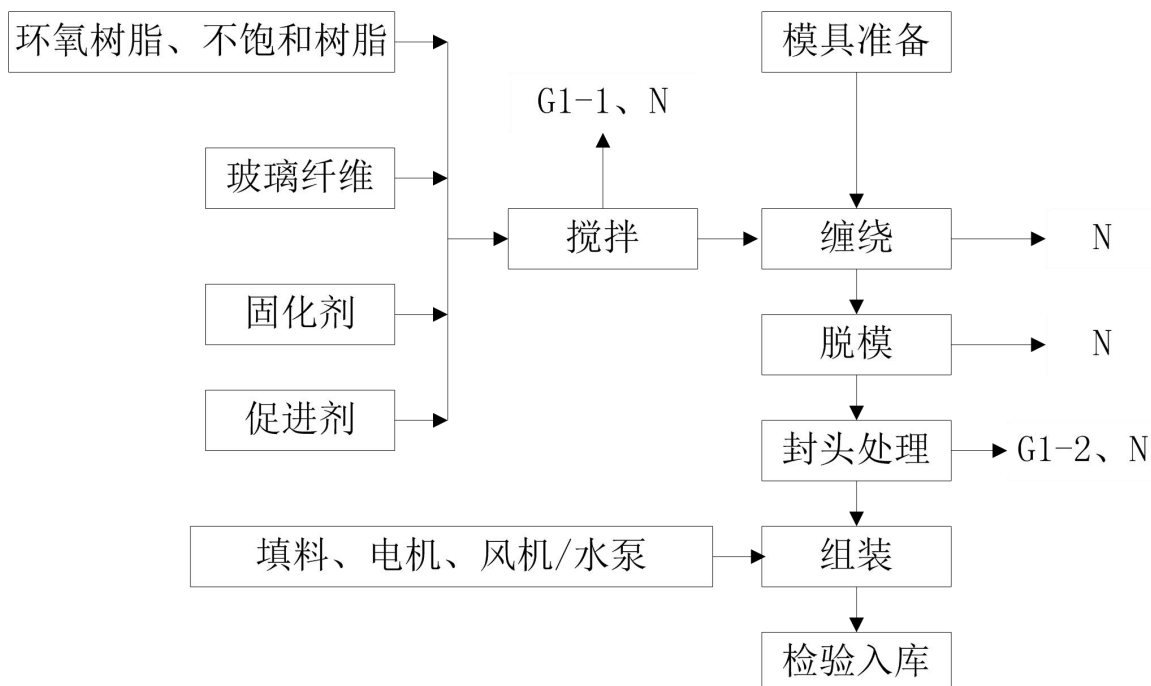 环氧树脂、不饱和树脂
模具准备
G1-1、N
玻璃纤维
搅拌
缠绕
N
固化剂
脱模
N
促进剂
封头处理
G1-2、N
填料、电机、风机/水泵
组装
检验入库